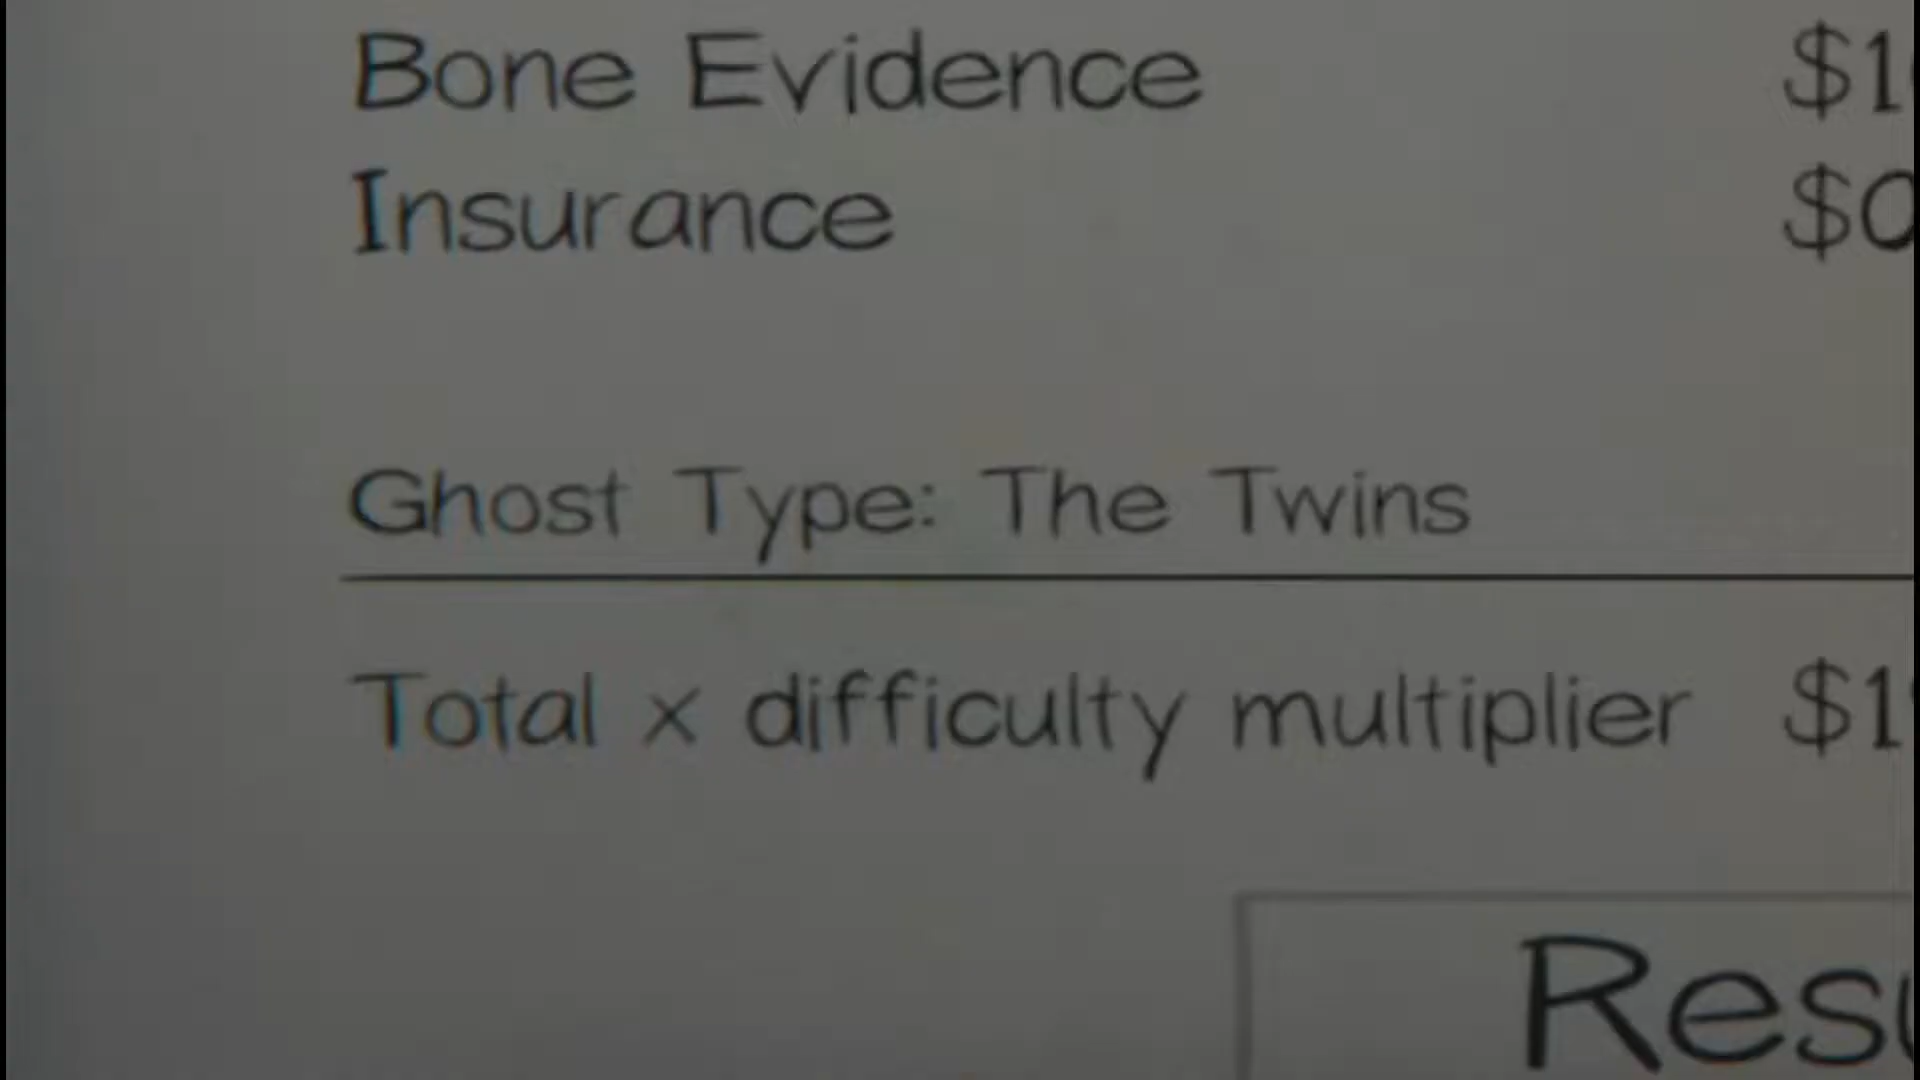 Bone Evidence
Insurance
Ghost Type: The Twins
Total x difficulty multiplier